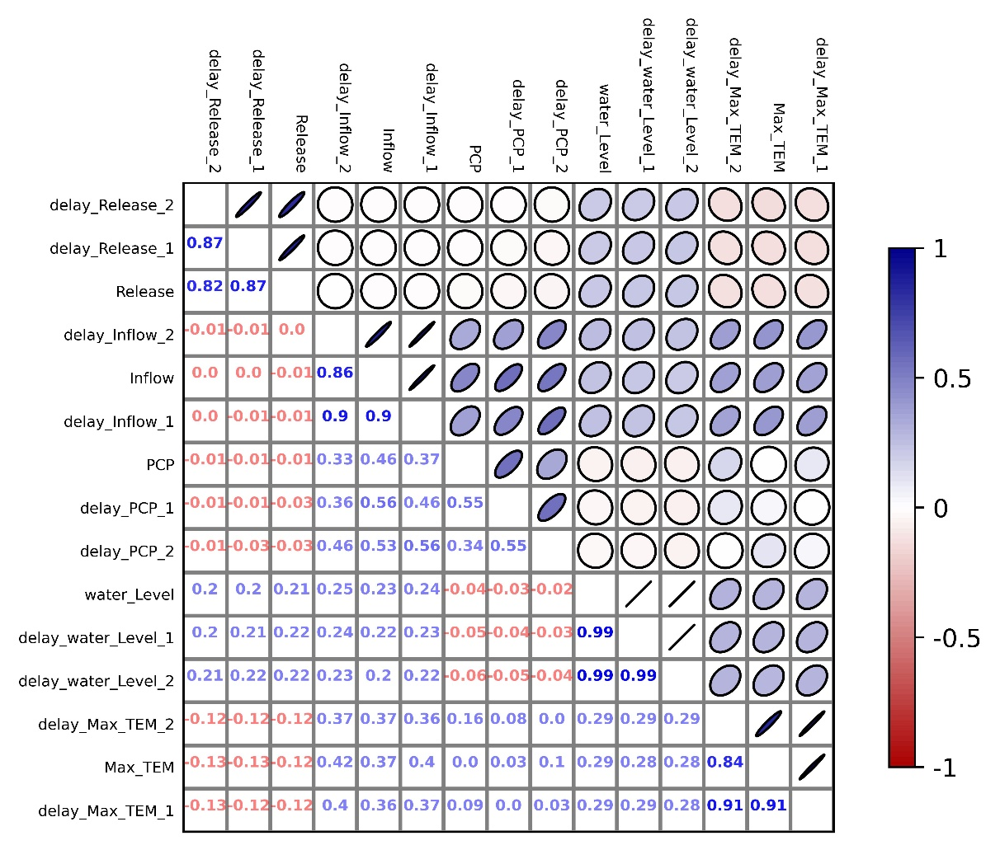 delay_Release_2 delay_Release_1 Release delay_Inflow_2 Inflow delay_Inflow_1 PCP delay_PCP_1 delay_PCP_2 water_Level delay_water_Level_1 delay_water_Level_2 delay_Max_TEM_2 Max_TEM delay_Max_TEM_1
delay_Release_2
delay_Release_1 0.87
Release 0.82 0.87
delay_Inflow_2 -0.01 -0.01 0.0
Inflow 0.0 0.0 -0.01 0.86
delay_Inflow_1 0.0 -0.01 -0.01 0.9 0.9
PCP -0.01 -0.01 -0.01 0.33 0.46 0.37
delay_PCP_1 -0.01 -0.01 -0.03 0.36 0.56 0.46 0.55
delay_PCP_2 -0.01 -0.03 -0.03 0.46 0.53 0.56 0.34 0.55
water_Level 0.2 0.2 0.21 0.25 0.23 0.24 -0.04 -0.03 -0.02
delay_water_Level_1 0.2 0.21 0.22 0.24 0.22 0.23 -0.05 -0.04 -0.03 0.99
delay_water_Level_2 0.21 0.22 0.22 0.23 0.2 0.22 -0.06 -0.05 -0.04 0.99 0.99
delay_Max_TEM_2 -0.12 -0.12 -0.12 0.37 0.37 0.36 0.16 0.08 0.0 0.29 0.29 0.29
Max_TEM -0.13 -0.13 -0.12 0.42 0.37 0.4 0.0 0.03 0.1 0.29 0.28 0.28 0.84
delay_Max_TEM_1 -0.13 -0.12 -0.12 0.4 0.36 0.37 0.09 0.0 0.03 0.29 0.29 0.28 0.91 0.91
1
0.5
0
-0.5
-1